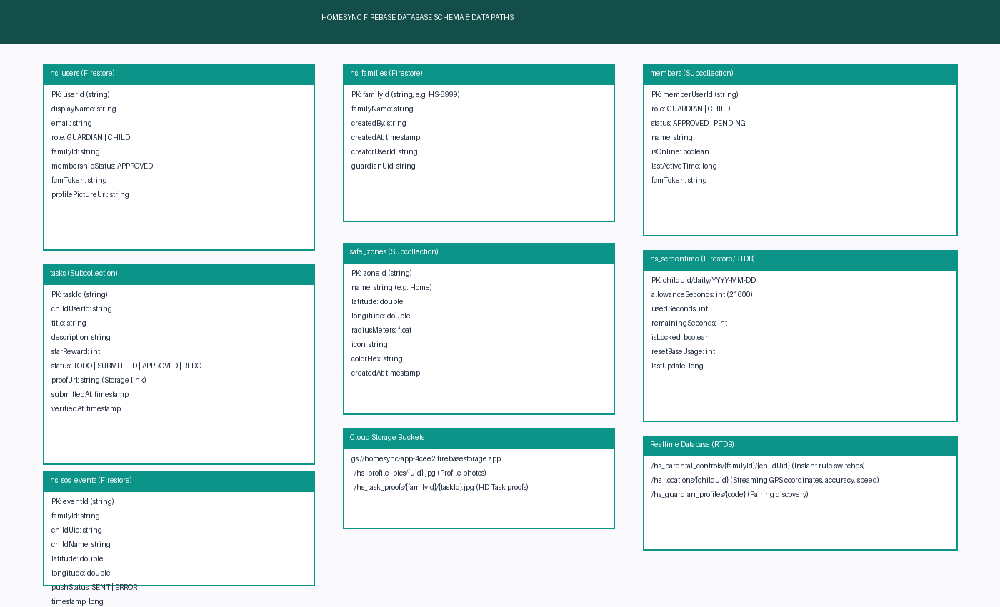 HOMESYNC FIREBASE DATABASE SCHEMA & DATA PATHS
hs_users (Firestore)
PK: userId (string)
displayName: string
email: string
role: GUARDIAN | CHILD
familyId: string
membershipStatus: APPROVED
fcmToken: string
profilePictureUrl: string
hs_families (Firestore)
PK: familyId (string, e.g. HS-8999)
familyName: string
createdBy: string
createdAt: timestamp
creatorUserId: string
guardianUid: string
members (Subcollection)
PK: memberUserId (string)
role: GUARDIAN | CHILD
status: APPROVED | PENDING
name: string
isOnline: boolean
lastActiveTime: long
fcmToken: string
tasks (Subcollection)
PK: taskId (string)
childUserId: string
title: string
description: string
starReward: int
status: TODO | SUBMITTED | APPROVED | REDO
proofUrl: string (Storage link)
submittedAt: timestamp
verifiedAt: timestamp
safe_zones (Subcollection)
PK: zoneId (string)
name: string (e.g. Home)
latitude: double
longitude: double
radiusMeters: float
icon: string
colorHex: string
createdAt: timestamp
hs_screentime (Firestore/RTDB)
PK: childUid/daily/YYYY-MM-DD
allowanceSeconds: int (21600)
usedSeconds: int
remainingSeconds: int
isLocked: boolean
resetBaseUsage: int
lastUpdate: long
hs_sos_events (Firestore)
PK: eventId (string)
familyId: string
childUid: string
childName: string
latitude: double
longitude: double
pushStatus: SENT | ERROR
timestamp: long
Cloud Storage Buckets
gs://homesync-app-4cee2.firebasestorage.app
/hs_profile_pics/{uid}.jpg (Profile photos)
/hs_task_proofs/{familyId}/{taskId}.jpg (HD Task proofs)
Realtime Database (RTDB)
/hs_parental_controls/{familyId}/{childUid} (Instant rule switches)
/hs_locations/{childUid} (Streaming GPS coordinates, accuracy, speed)
/hs_guardian_profiles/{code} (Pairing discovery)